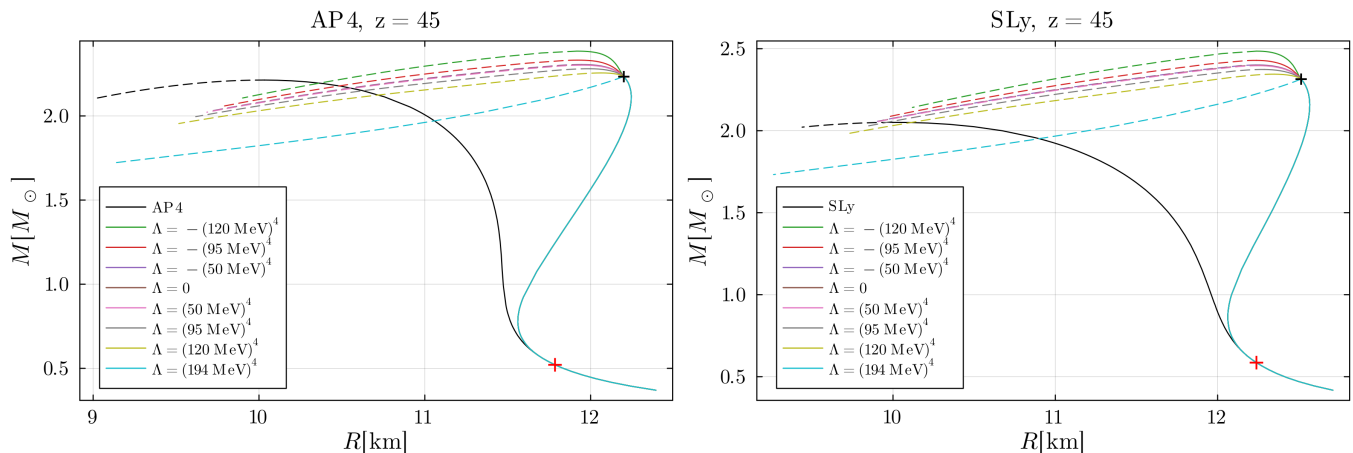 AP4, z = 45
M[M⊙]
2.0
1.5
1.0
0.5
9
10
11
12
R[km]
AP4
Λ = −(120 MeV)⁴
Λ = −(95 MeV)⁴
Λ = −(50 MeV)⁴
Λ = 0
Λ = (50 MeV)⁴
Λ = (95 MeV)⁴
Λ = (120 MeV)⁴
Λ = (194 MeV)⁴
SLy, z = 45
M[M⊙]
2.5
2.0
1.5
1.0
0.5
10
11
12
R[km]
SLy
Λ = −(120 MeV)⁴
Λ = −(95 MeV)⁴
Λ = −(50 MeV)⁴
Λ = 0
Λ = (50 MeV)⁴
Λ = (95 MeV)⁴
Λ = (120 MeV)⁴
Λ = (194 MeV)⁴